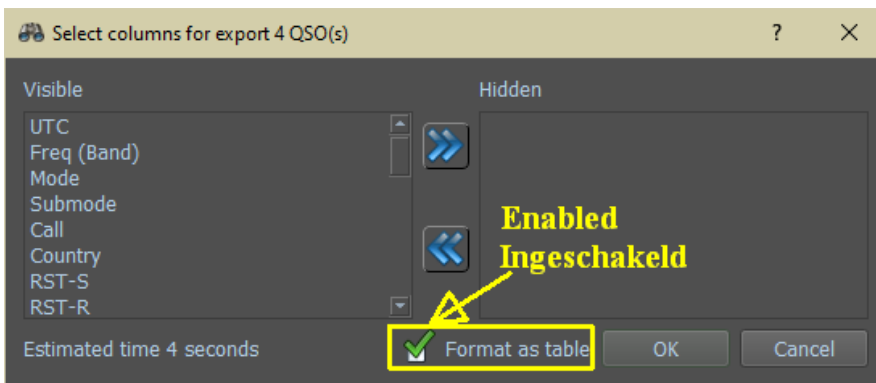 Select columns for export 4 QSO(s)
Visible
Hidden
UTC
Freq (Band)
Mode
Submode
Call
Country
RST-S
RST-R
Enabled
Ingeschakeld
Estimated time 4 seconds
Format as table
OK
Cancel